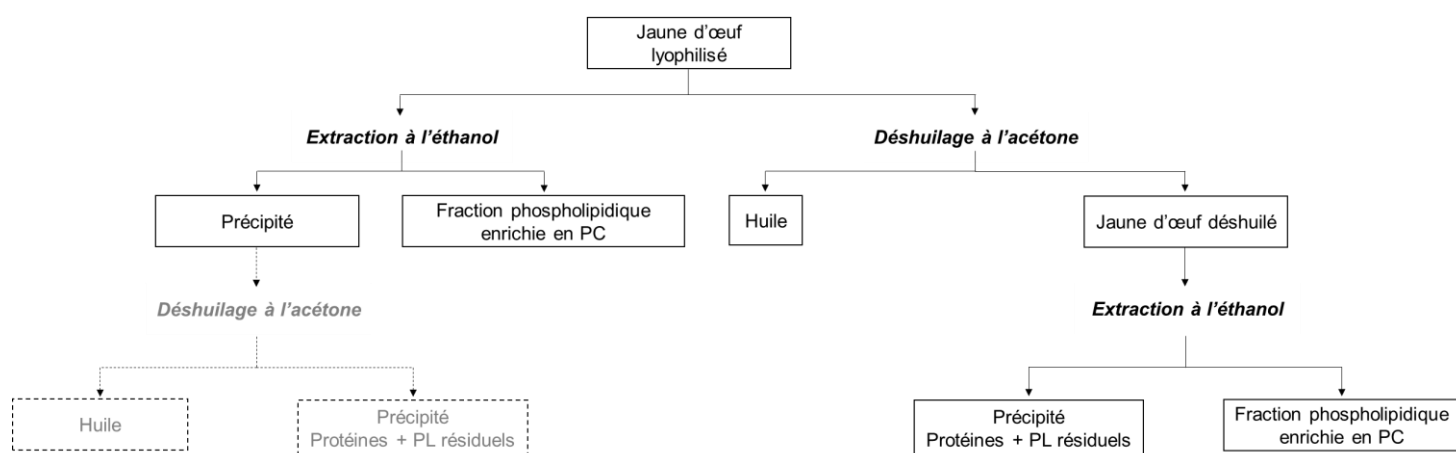 Jaune d'œuf
lyophilisé
Extraction à l'éthanol
Déshuilage à l'acétone
Précipité
Fraction phospholipidique
enrichie en PC
Huile
Jaune d'œuf déshuilé
Déshuilage à l'acétone
Extraction à l'éthanol
Huile
Précipité
Protéines + PL résiduels
Précipité
Protéines + PL résiduels
Fraction phospholipidique
enrichie en PC